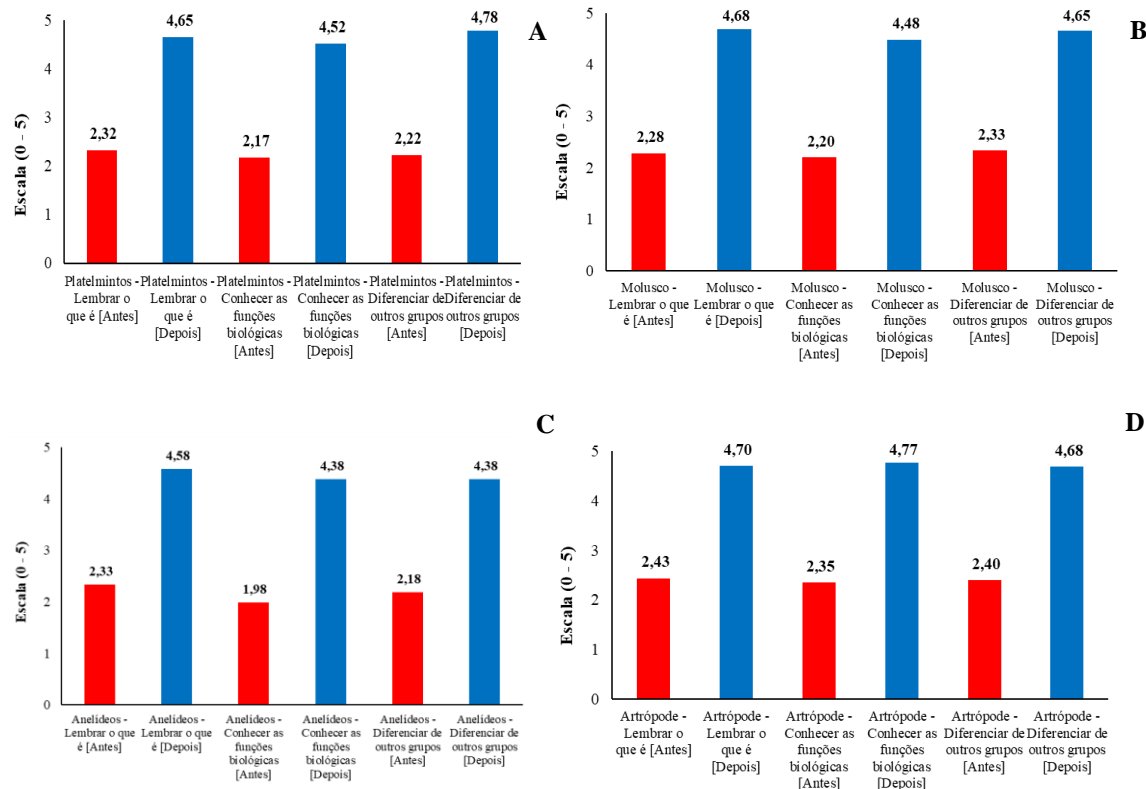 A
Escala (0 - 5)
5
4
3
2
1
0
2,32
4,65
2,17
4,52
2,22
4,78
Platelmintos -
Lembrar o
que é [Antes]
Platelmintos -
Lembrar o
que é
[Depois]
Platelmintos -
Conhecer as
funções
biológicas
[Antes]
Platelmintos -
Conhecer as
funções
biológicas
[Depois]
Platelmintos -
Diferenciar de
outros grupos
[Antes]
Platelmintos -
Diferenciar de
outros grupos
[Depois]
B
Escala (0 - 5)
5
4
3
2
1
0
2,28
4,68
2,20
4,48
2,33
4,65
Molusco -
Lembrar o que
é [Antes]
Molusco -
Lembrar o que
é [Depois]
Molusco -
Conhecer as
funções
biológicas
[Antes]
Molusco -
Conhecer as
funções
biológicas
[Depois]
Molusco -
Diferenciar de
outros grupos
[Antes]
Molusco -
Diferenciar de
outros grupos
[Depois]
C
Escala (0 - 5)
5
4
3
2
1
0
2,33
4,58
1,98
4,38
2,18
4,38
Anelídeos -
Lembrar o que
é [Antes]
Anelídeos -
Lembrar o que
é [Depois]
Anelídeos -
Conhecer as
funções
biológicas
[Antes]
Anelídeos -
Conhecer as
funções
biológicas
[Depois]
Anelídeos -
Diferenciar de
outros grupos
[Antes]
Anelídeos -
Diferenciar de
outros grupos
[Depois]
D
Escala (0 - 5)
5
4
3
2
1
0
2,43
4,70
2,35
4,77
2,40
4,68
Artrópode -
Lembrar o que
é [Antes]
Artrópode -
Lembrar o
que é
[Depois]
Artrópode -
Conhecer as
funções
biológicas
[Antes]
Artrópode -
Conhecer as
funções
biológicas
[Depois]
Artrópode -
Diferenciar de
outros grupos
[Antes]
Artrópode -
Diferenciar de
outros grupos
[Depois]